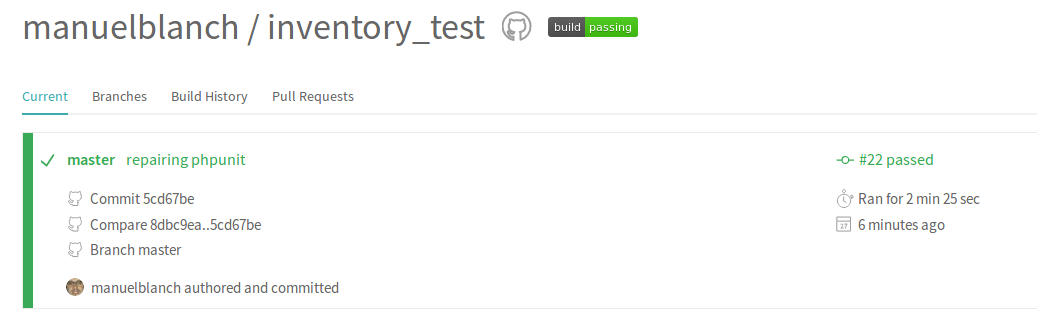 manuelblanch / inventory_test build passing
Current Branches Build History Pull Requests
master repairing phpunit #22 passed
Commit 5cd67be Ran for 2 min 25 sec
Compare 8dbc9ea..5cd67be 27 6 minutes ago
Branch master
manuelblanch authored and committed